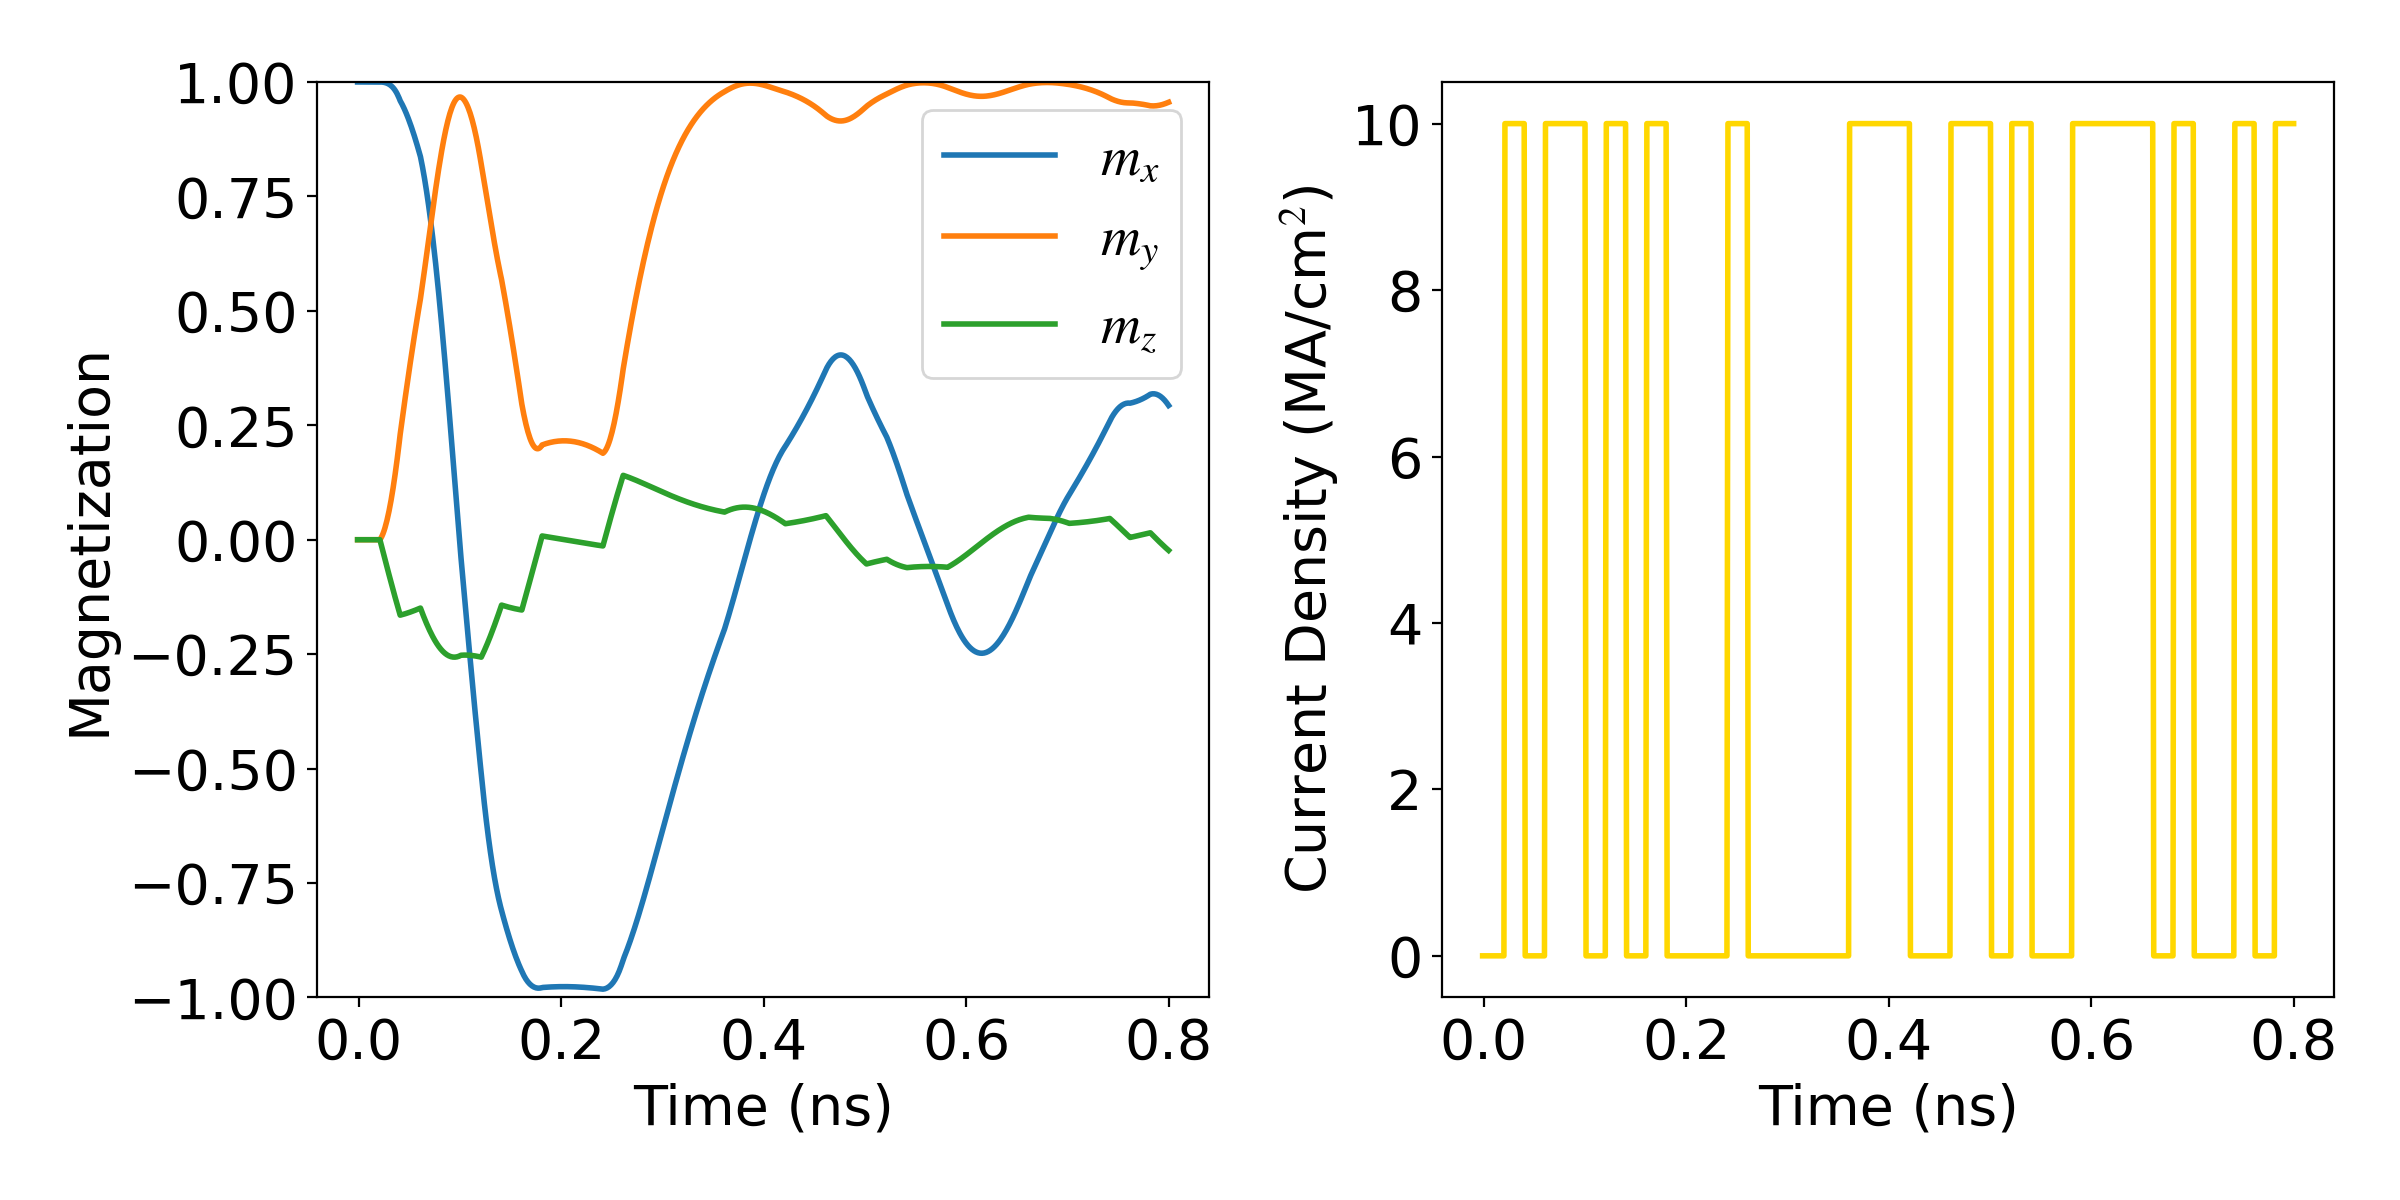 1.00
0.75
0.50
0.25
0.00
−0.25
−0.50
−0.75
−1.00
Magnetization
0.0 0.2 0.4 0.6 0.8
Time (ns)
m_x
m_y
m_z
10
8
6
4
2
0
Current Density (MA/cm²)
0.0 0.2 0.4 0.6 0.8
Time (ns)